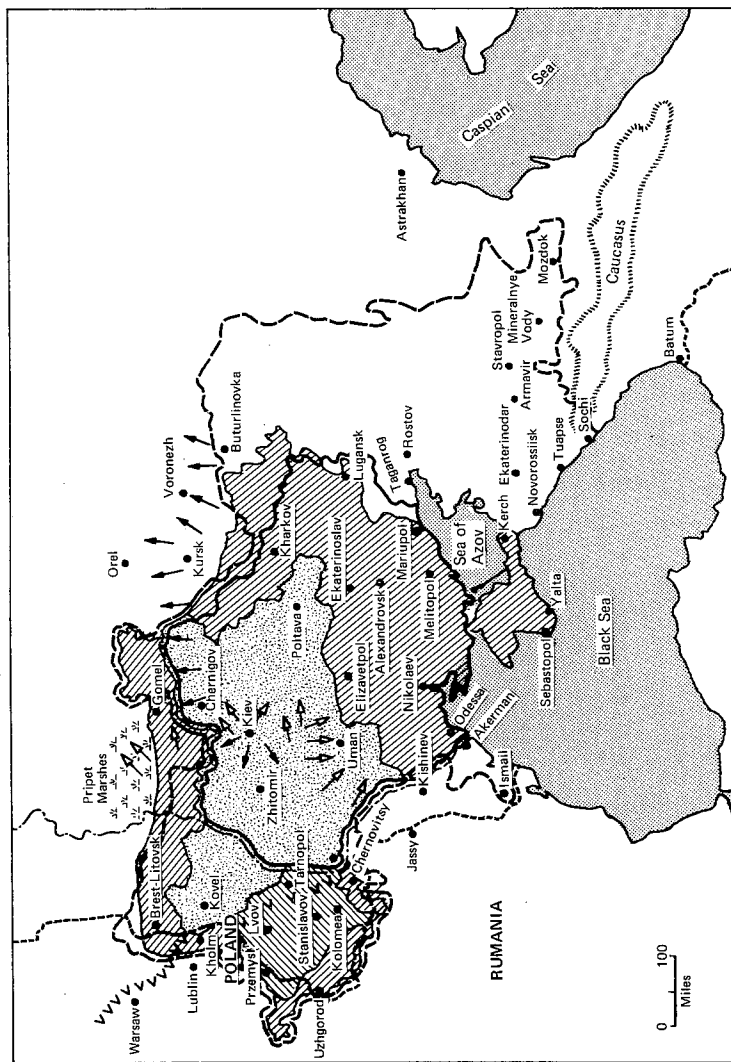 Warsaw
Lublin
Brest-Litovsk
Pripet
Marshes
Gomel
Orel
Kursk
Voronezh
Buturlinovka
Kholm
Kovel
POLAND
Przemysl
Lvov
Uzhgorod
Stanislavov
Kolomea
Tarnopol
Chernovitsy
Zhitomir
Kiev
Chernigov
Poltava
Kharkov
Uman
Elizavetpol
Ekaterinoslav
Alexandrovsk
Lugansk
Jassy
Kishinev
Nikolaev
Melitopol
Mariupol
Taganrog
Rostov
Astrakhan
RUMANIA
Ismail
Akerman
Odessa
Sea of
Azov
Kerch
Ekaterinodar
Armavir
Stavropol
Mineralnye
Vody
Mozdok
Sebastopol
Yalta
Novorossiisk
Tuapse
Sochi
Caucasus
Caspian
Sea
Black Sea
Batum
0
100
Miles